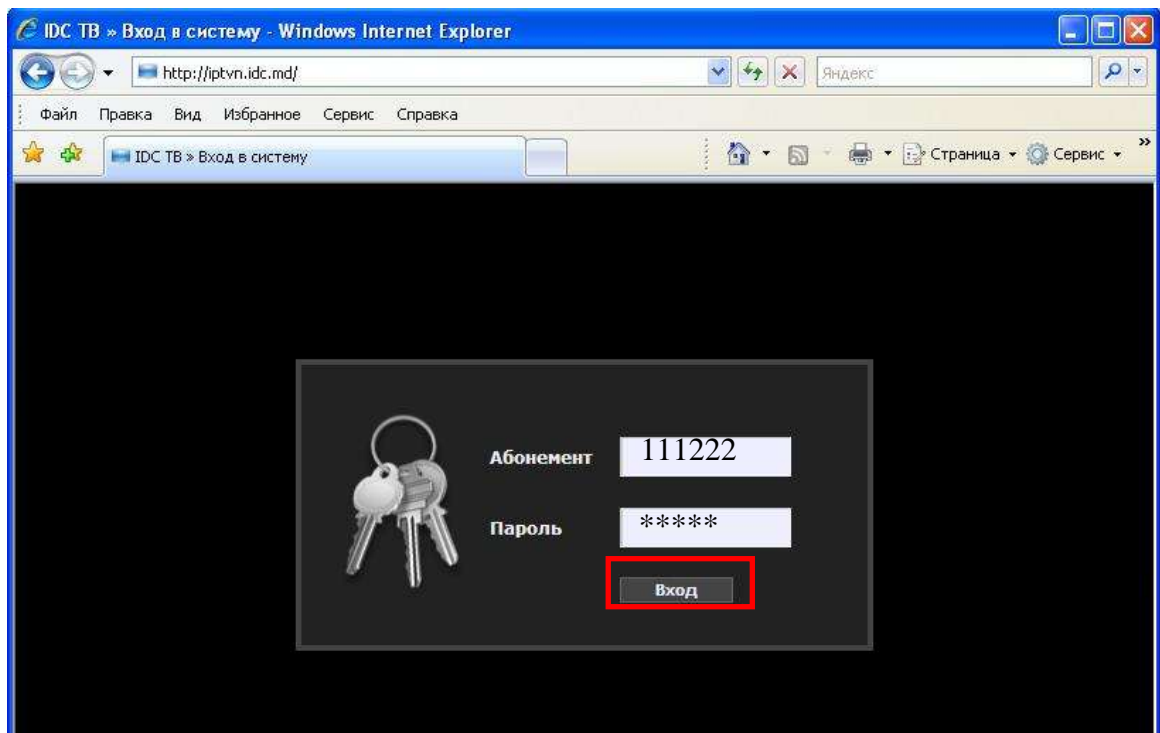 IDC ТВ » Вход в систему - Windows Internet Explorer
http://iptvn.idc.md/
Яндекс
Файл Правка Вид Избранное Сервис Справка
IDC ТВ » Вход в систему
Страница
Сервис
»
Абонемент 111222
Пароль *****
Вход